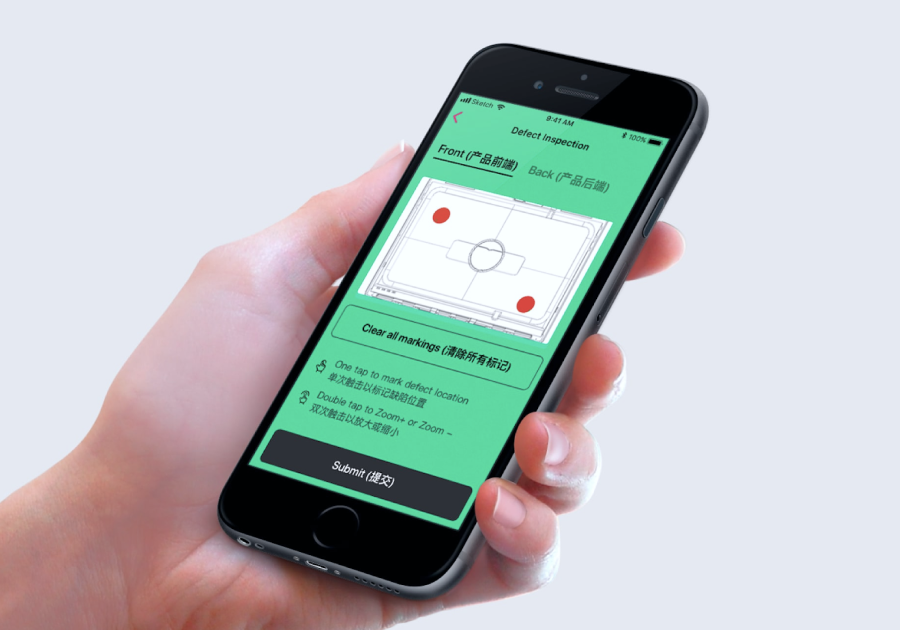 Sketch 9:41 AM 100%
Defect Inspection
Front (产品前端) Back (产品后端)
Clear all markings (清除所有标记)
One tap to mark defect location
单次触击以标记缺陷位置
Double tap to Zoom+ or Zoom –
双次触击以放大或缩小
Submit (提交)